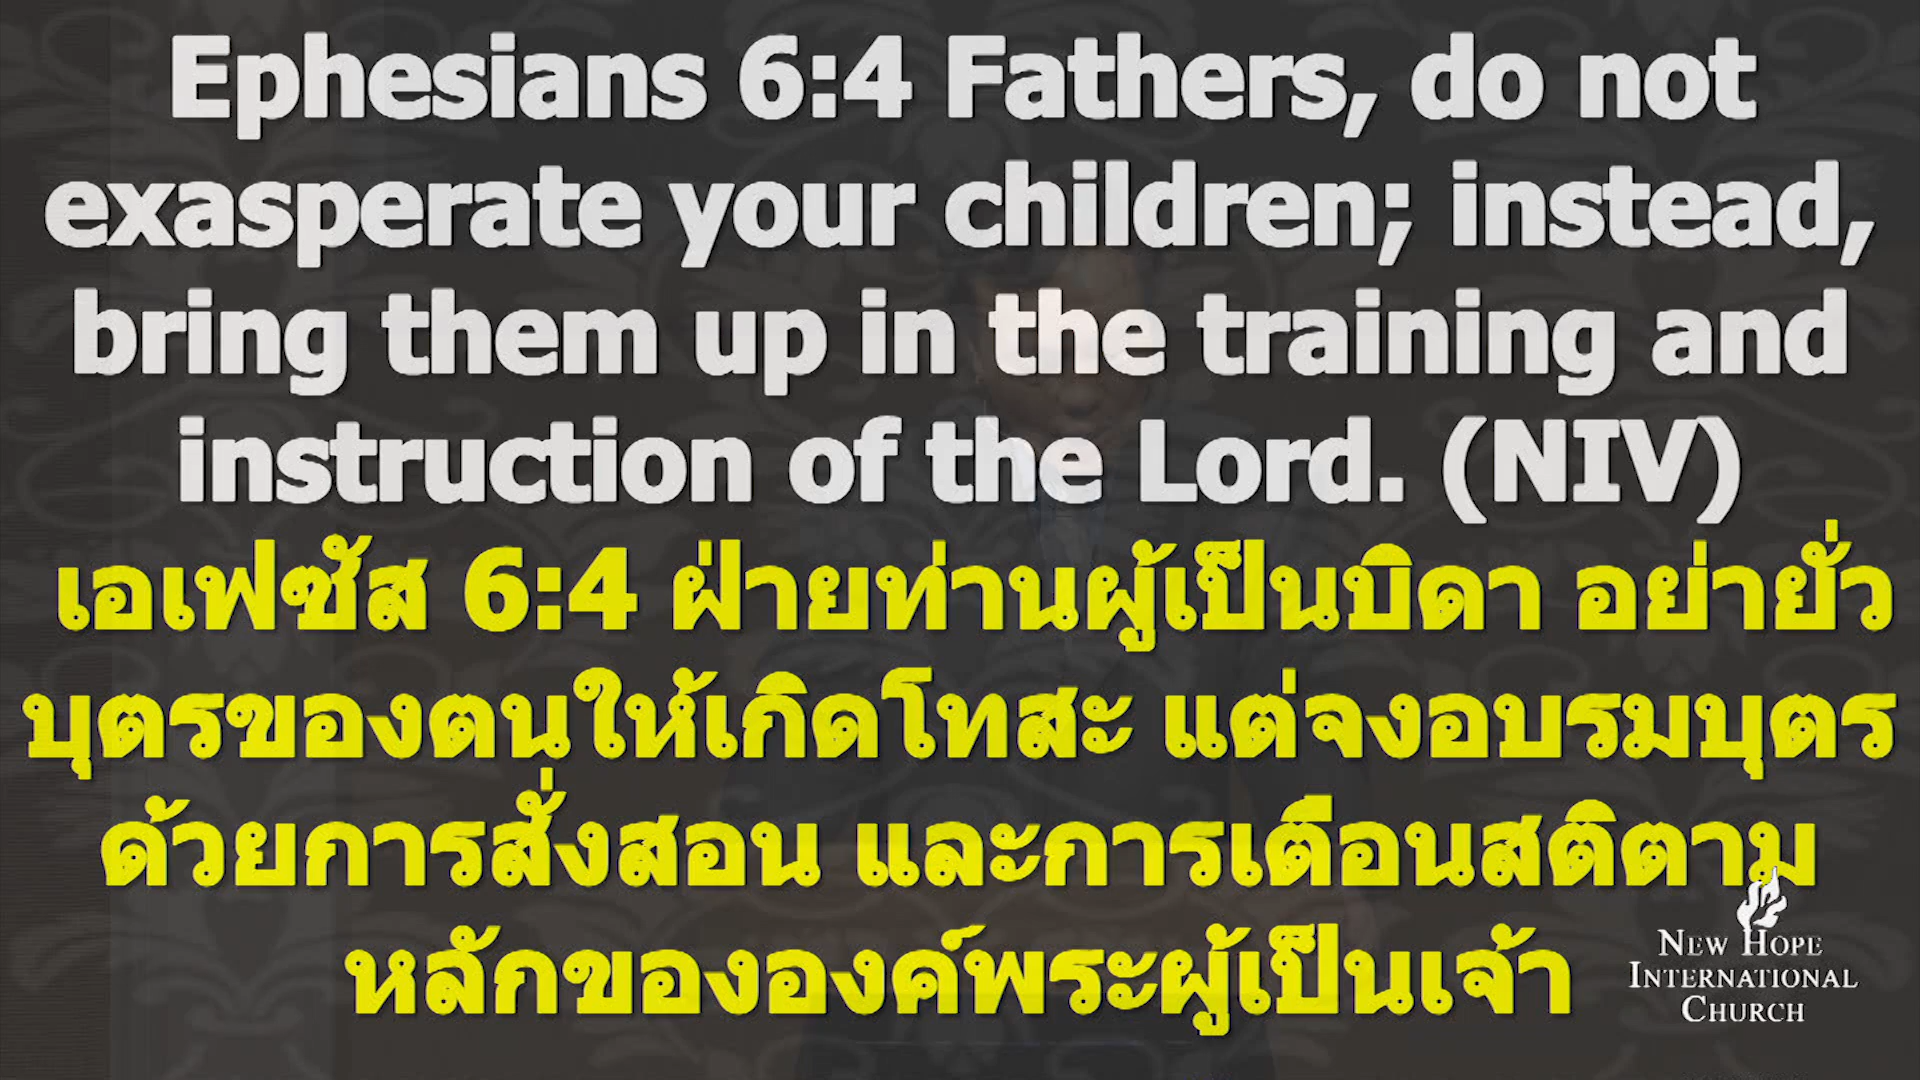 Ephesians 6:4 Fathers, do not
exasperate your children; instead,
bring them up in the training and
instruction of the Lord. (NIV)
เอเฟซัส 6:4 ฝ่ายท่านผู้เป็นบิดา อย่ายั่ว
บุตรของตนให้เกิดโทสะ แต่จงอบรมบุตร
ด้วยการสั่งสอน และการเตือนสติตาม
หลักขององค์พระผู้เป็นเจ้า
NEW HOPE
INTERNATIONAL
CHURCH